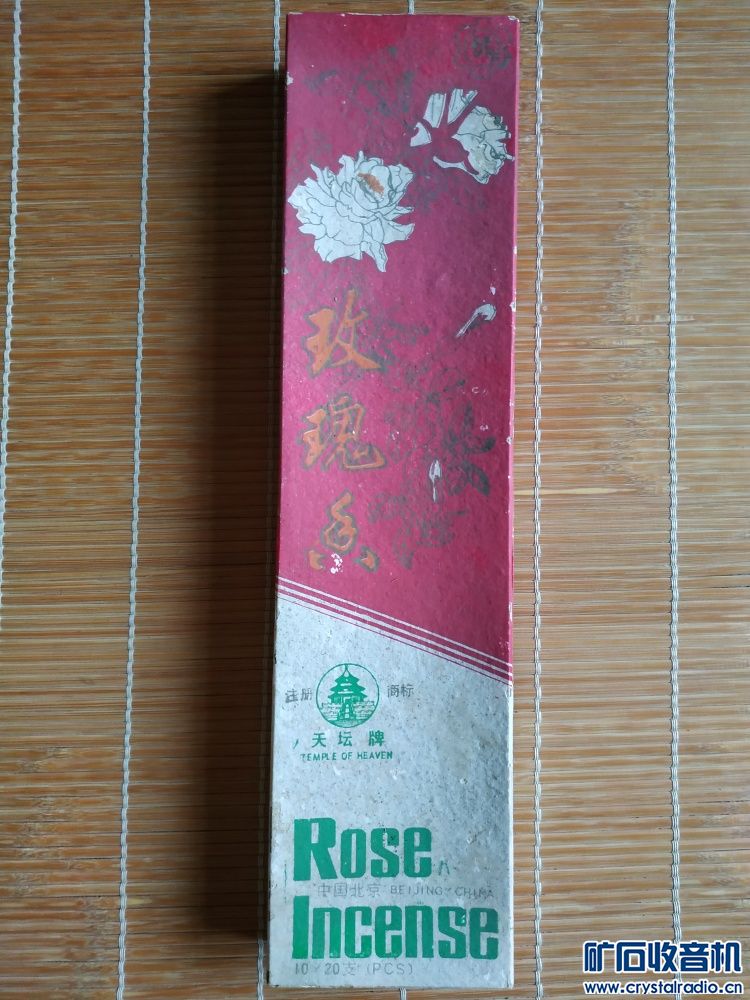 玫瑰香
注册 商标
天坛牌
TEMPLE OF HEAVEN
Rose
中国北京 BEIJING CHINA
Incense
10/20支(PCS)
矿石收音机
www.crystalradio.cn